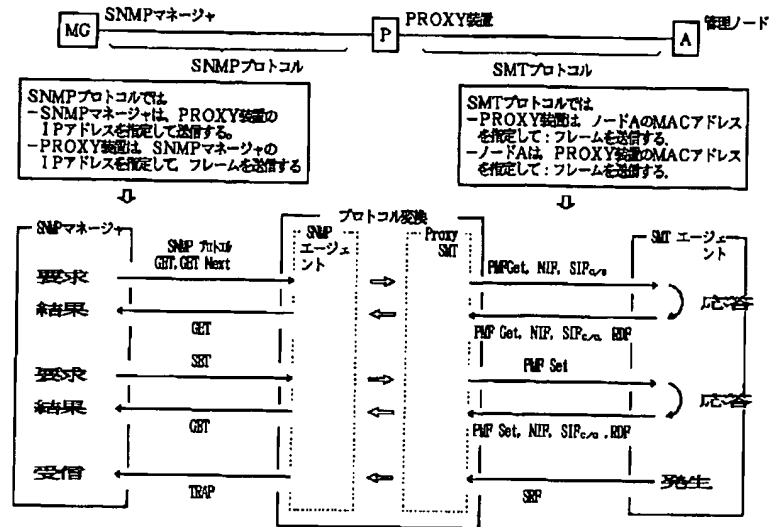 MG
SNMPマネージャ
P
PROXY装置
A
管理ノード
SNMPプロトコル
SMTプロトコル
SNMPプロトコルでは
-SNMPマネージャは、PROXY装置の
IPアドレスを指定して送信する。
-PROXY装置は、SNMPマネージャの
IPアドレスを指定して、フレームを送信する
SMTプロトコルでは
-PROXY装置は、ノードAのMACアドレス
を指定して:フレームを送信する.
-ノードAは、PROXY装置のMACアドレス
を指定して:フレームを送信する.
プロトコル変換
SNMPマネージャ
SNMP
エージェ
ント
Proxy
SMT
SMT エージェ
ント
SNMP プロトコル
GET, GET Next
要求
PMFGet, NIF, SIFc/o
応答
結果
GET
PMF Get, NIF, SIFc/o, RDF
要求
SET
PMF Set
応答
結果
GET
PMF Set, NIF, SIFc/o ,RDF
受信
TRAP
SRF
発生